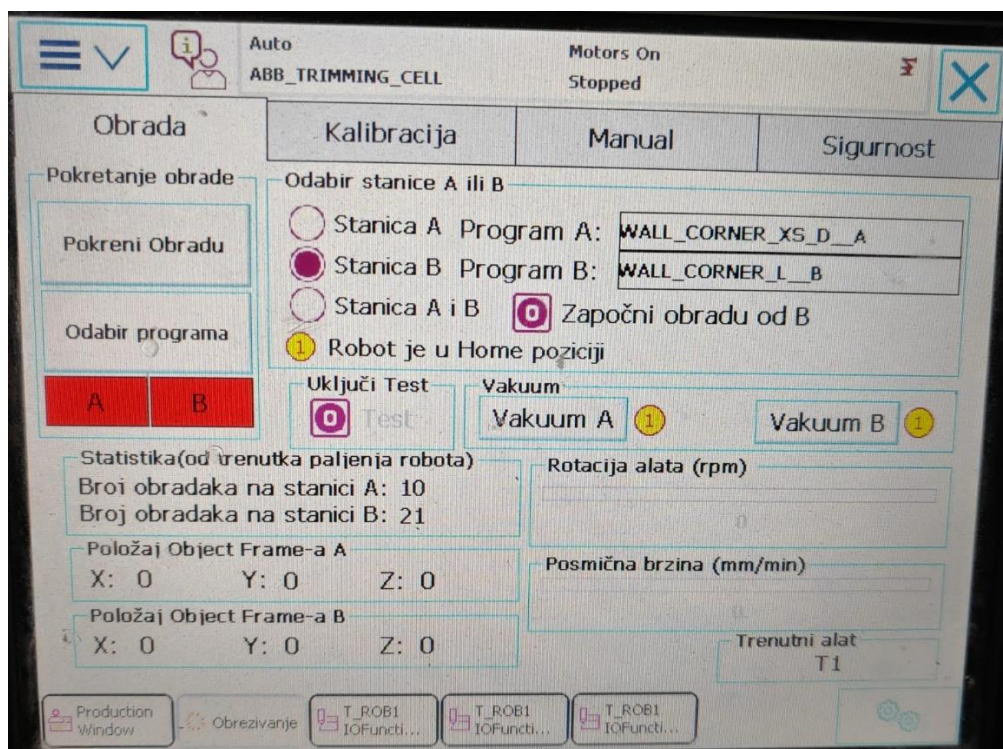 Auto
ABB_TRIMMING_CELL
Motors On
Stopped
Obrada
Kalibracija
Manual
Sigurnost
Pokretanje obrade
Pokreni Obradu
Odabir programa
A
B
Odabir stanice A ili B
Stanica A Program A: WALL_CORNER_XS_D__A
Stanica B Program B: WALL_CORNER_L__B
Stanica A i B Započni obradu od B
1 Robot je u Home poziciji
Uključi Test
Test
Vakuum
Vakuum A 1
Vakuum B 1
Statistika(od trenutka paljenja robota)
Broj obradaka na stanici A: 10
Broj obradaka na stanici B: 21
Rotacija alata (rpm)
0
Položaj Object Frame-a A
X: 0 Y: 0 Z: 0
Posmična brzina (mm/min)
0
Položaj Object Frame-a B
X: 0 Y: 0 Z: 0
Trenutni alat
T1
Production
Window
Obrezivanje
T_ROB1
IOFuncti...
T_ROB1
IOFuncti...
T_ROB1
IOFuncti...